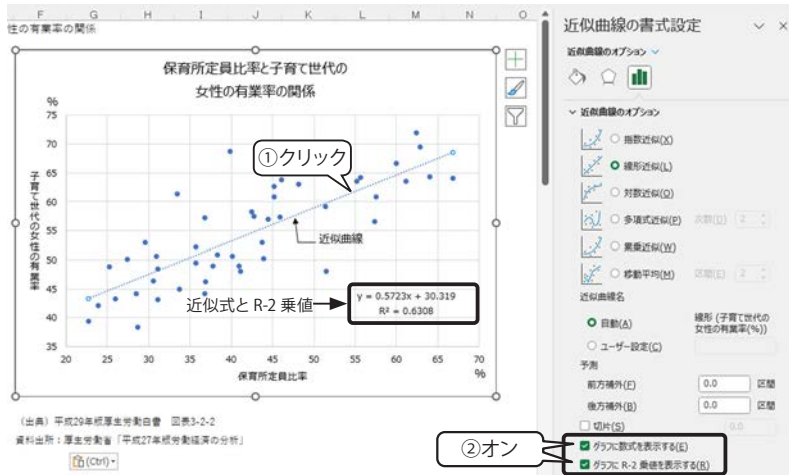 F G H I J K L M N O
性の有業率の関係
保育所定員比率と子育て世代の
女性の有業率の関係
%
75
70
65
60
55
50
45
40
35
子育て世代の女性の有業率
①クリック
近似曲線
近似式と R-2 乗値
y = 0.5723x + 30.319
R² = 0.6308
20 25 30 35 40 45 50 55 60 65 70
保育所定員比率
%
(出典)平成29年版厚生労働白書 図表3-2-2
資料出所:厚生労働省「平成27年版労働経済の分析」
(Ctrl)
近似曲線の書式設定
近似曲線のオプション
近似曲線のオプション
指数近似(X)
線形近似(L)
対数近似(O)
多項式近似(P) 次数(D) 2
累乗近似(W)
移動平均(M) 区間(E) 2
近似曲線名
自動(A) 線形 (子育て世代の
女性の有業率(%))
ユーザー設定(C)
予測
前方補外(F) 0.0 区間
後方補外(B) 0.0 区間
切片(S) 0.0
②オン
グラフに数式を表示する(E)
グラフに R-2 乗値を表示する(R)